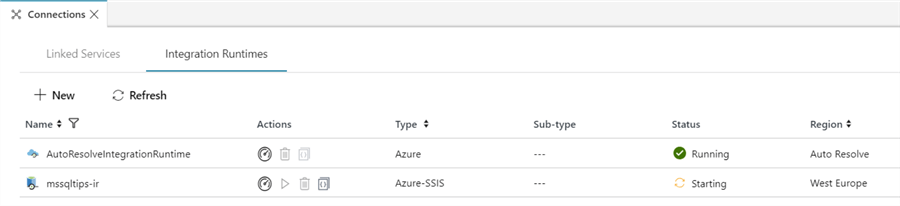 Connections
Linked Services Integration Runtimes
New Refresh
Name Actions Type Sub-type Status Region
AutoResolveIntegrationRuntime Azure --- Running Auto Resolve
mssqltips-ir Azure-SSIS --- Starting West Europe